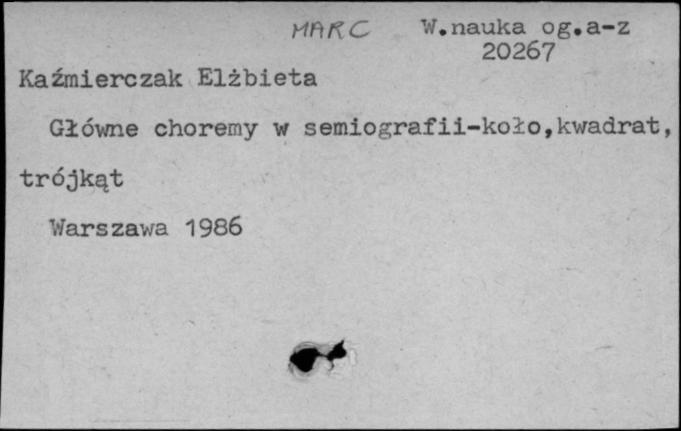 MARC W.nauka og.a-z
20267
Kaźmierczak Elżbieta
Główne choremy w semiografii-koło,kwadrat,
trójkąt
Warszawa 1986